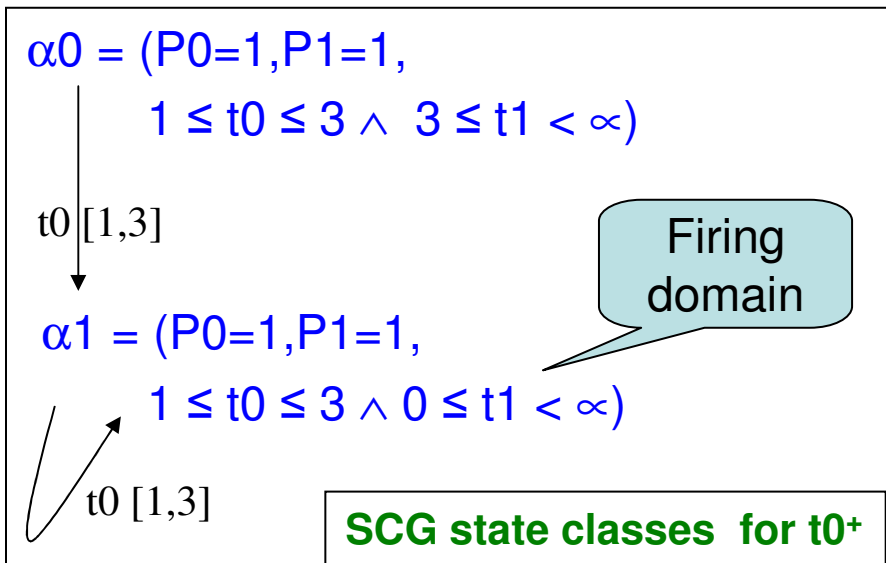 α0 = (P0=1,P1=1,
1 ≤ t0 ≤ 3 ∧ 3 ≤ t1 < ∝)
t0 [1,3]
Firing
domain
α1 = (P0=1,P1=1,
1 ≤ t0 ≤ 3 ∧ 0 ≤ t1 < ∝)
t0 [1,3]
SCG state classes for t0⁺